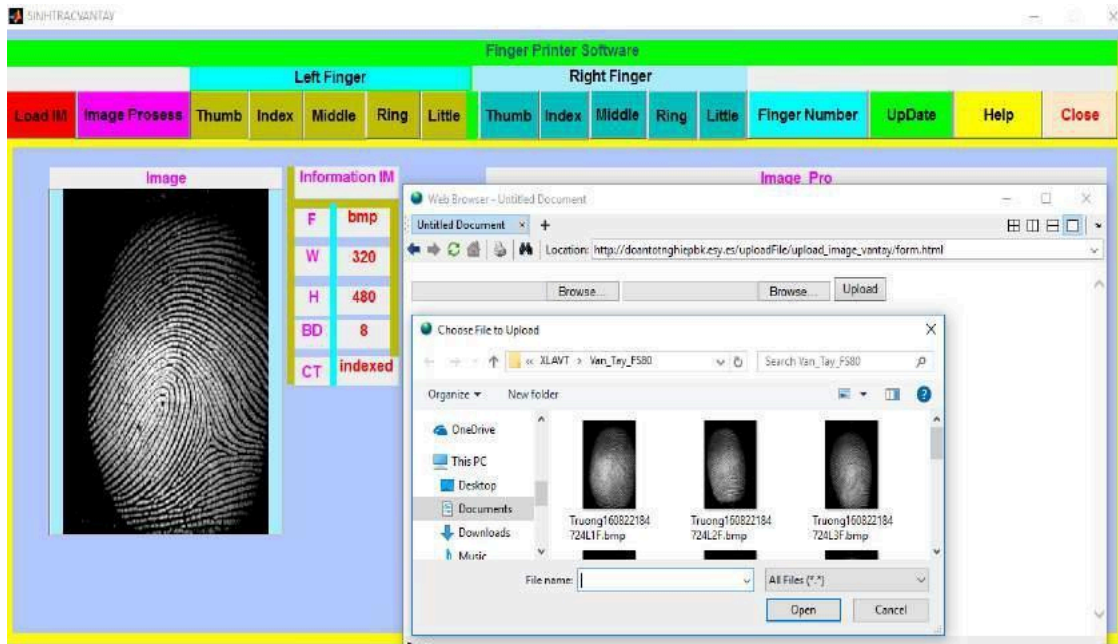 SINHTRACVANTAY
Finger Printer Software
Left Finger
Right Finger
Load IM Image Prosess Thumb Index Middle Ring Little Thumb Index Middle Ring Little Finger Number UpDate Help Close
Image
Information IM
Image_Pro
F bmp
W 320
H 480
BD 8
CT indexed
Web Browser - Untitled Document
Untitled Document × +
Location: http://doantotnghiepbk.esy.es/uploadFile/upload_image_vantay/form.html
Browse... Browse... Upload
Choose File to Upload
« XLAVT > Van_Tay_FS80
Search Van_Tay_FS80
Organize New folder
OneDrive
This PC
Desktop
Documents
Downloads
Music
Truong160822184
724L1F.bmp
Truong160822184
724L2F.bmp
Truong160822184
724L3F.bmp
File name: All Files (*.*)
Open Cancel